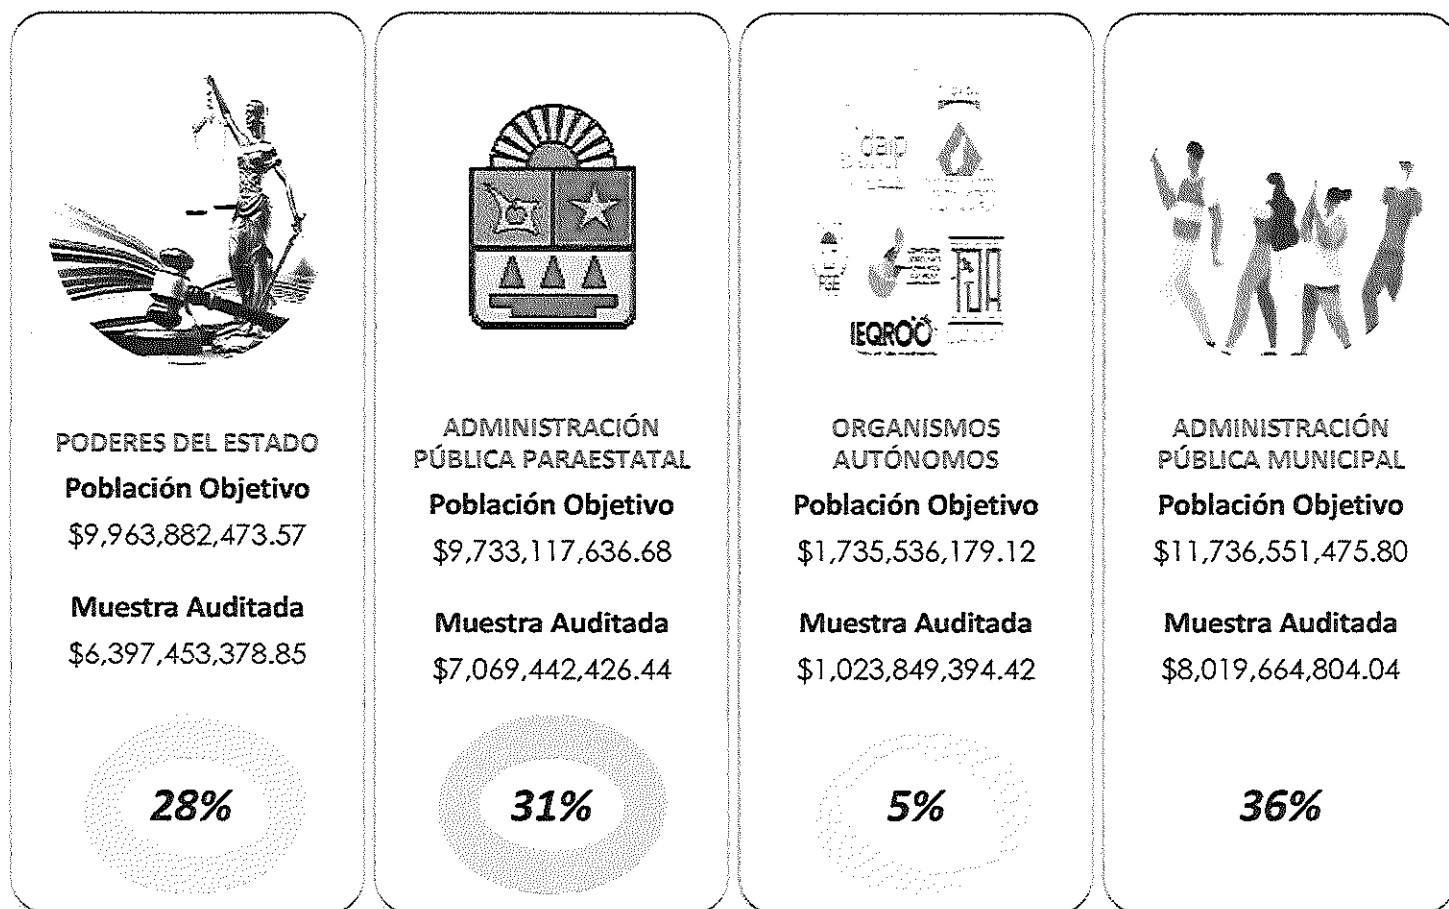 daip
FGE
TJA
IEQROO
PODERES DEL ESTADO
Población Objetivo
$9,963,882,473.57
Muestra Auditada
$6,397,453,378.85
28%
ADMINISTRACIÓN
PÚBLICA PARAESTATAL
Población Objetivo
$9,733,117,636.68
Muestra Auditada
$7,069,442,426.44
31%
ORGANISMOS
AUTÓNOMOS
Población Objetivo
$1,735,536,179.12
Muestra Auditada
$1,023,849,394.42
5%
ADMINISTRACIÓN
PÚBLICA MUNICIPAL
Población Objetivo
$11,736,551,475.80
Muestra Auditada
$8,019,664,804.04
36%